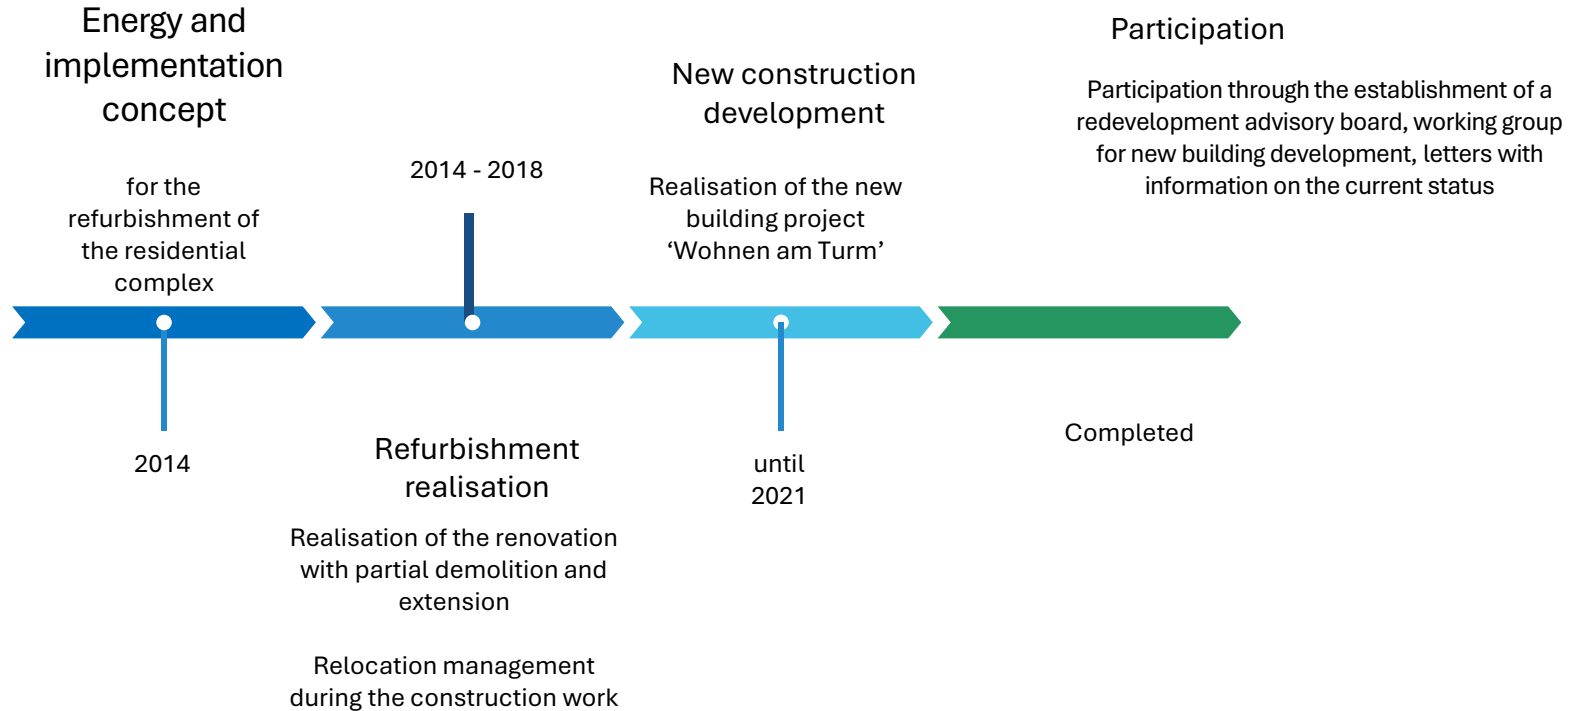 Energy and
implementation
concept
for the
refurbishment of
the residential
complex
2014
2014 - 2018
Refurbishment
realisation
Realisation of the renovation
with partial demolition and
extension
Relocation management
during the construction work
New construction
development
Realisation of the new
building project
‘Wohnen am Turm’
until
2021
Participation
Participation through the establishment of a
redevelopment advisory board, working group
for new building development, letters with
information on the current status
Completed